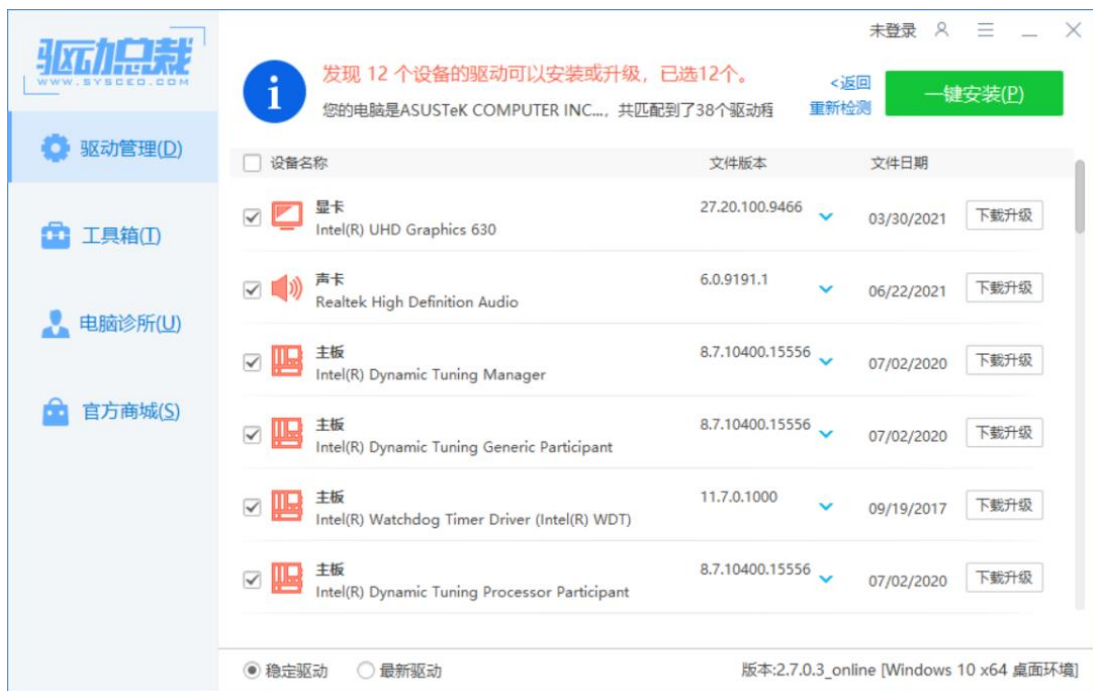 驱动总裁
WWW.SYSCEO.COM
未登录
发现 12 个设备的驱动可以安装或升级，已选12个。
<返回
一键安装(P)
您的电脑是ASUSTeK COMPUTER INC...，共匹配到了38个驱动程
重新检测
驱动管理(D)
工具箱(T)
电脑诊所(U)
官方商城(S)
设备名称 文件版本 文件日期
显卡
Intel(R) UHD Graphics 630
27.20.100.9466
03/30/2021
下载升级
声卡
Realtek High Definition Audio
6.0.9191.1
06/22/2021
下载升级
主板
Intel(R) Dynamic Tuning Manager
8.7.10400.15556
07/02/2020
下载升级
主板
Intel(R) Dynamic Tuning Generic Participant
8.7.10400.15556
07/02/2020
下载升级
主板
Intel(R) Watchdog Timer Driver (Intel(R) WDT)
11.7.0.1000
09/19/2017
下载升级
主板
Intel(R) Dynamic Tuning Processor Participant
8.7.10400.15556
07/02/2020
下载升级
稳定驱动 最新驱动
版本:2.7.0.3_online [Windows 10 x64 桌面环境]